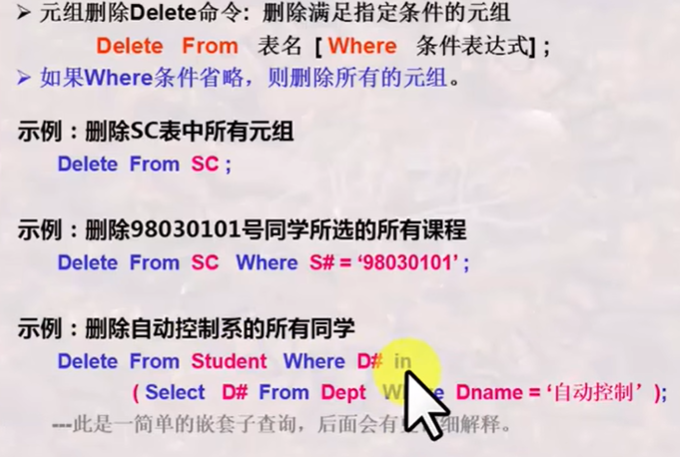 ➢ 元组删除Delete命令: 删除满足指定条件的元组
Delete From 表名 [ Where 条件表达式] ;
➢ 如果Where条件省略，则删除所有的元组。
示例：删除SC表中所有元组
Delete From SC ;
示例：删除98030101号同学所选的所有课程
Delete From SC Where S# = ‘98030101’ ;
示例：删除自动控制系的所有同学
Delete From Student Where D# in
( Select D# From Dept Where Dname = ‘自动控制’ );
---此是一简单的嵌套子查询，后面会有 细解释。